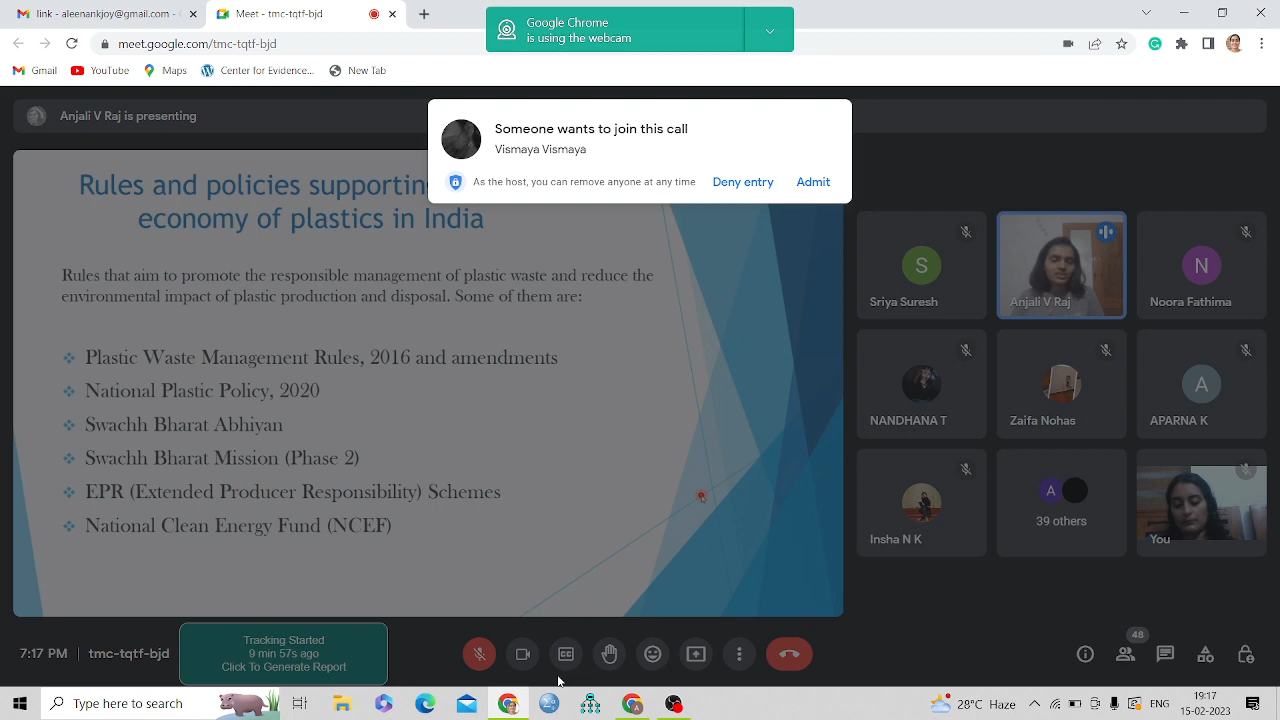 link - aleenankjoy@gmail.com
Meet - tmc-tqtf-bjd
Google Chrome
is using the webcam
meet.google.com/tmc-tqtf-bjd
Gmail
YouTube
Maps
Center for Evience...
New Tab
Anjali V Raj is presenting
Someone wants to join this call
Vismaya Vismaya
As the host, you can remove anyone at any time
Deny entry
Admit
Rules and policies supporting
economy of plastics in India
Rules that aim to promote the responsible management of plastic waste and reduce the
environmental impact of plastic production and disposal. Some of them are:
Plastic Waste Management Rules, 2016 and amendments
National Plastic Policy, 2020
Swachh Bharat Abhiyan
Swachh Bharat Mission (Phase 2)
EPR (Extended Producer Responsibility) Schemes
National Clean Energy Fund (NCEF)
S
Sriya Suresh
Anjali V Raj
N
Noora Fathima
NANDHANA T
Zaifa Nohas
A
APARNA K
Insha N K
A
39 others
You
7:17 PM
tmc-tqtf-bjd
Tracking Started
9 min 57s ago
Click To Generate Report
48
Type here to search
28°C Haze
ENG
19:17
15-02-2023